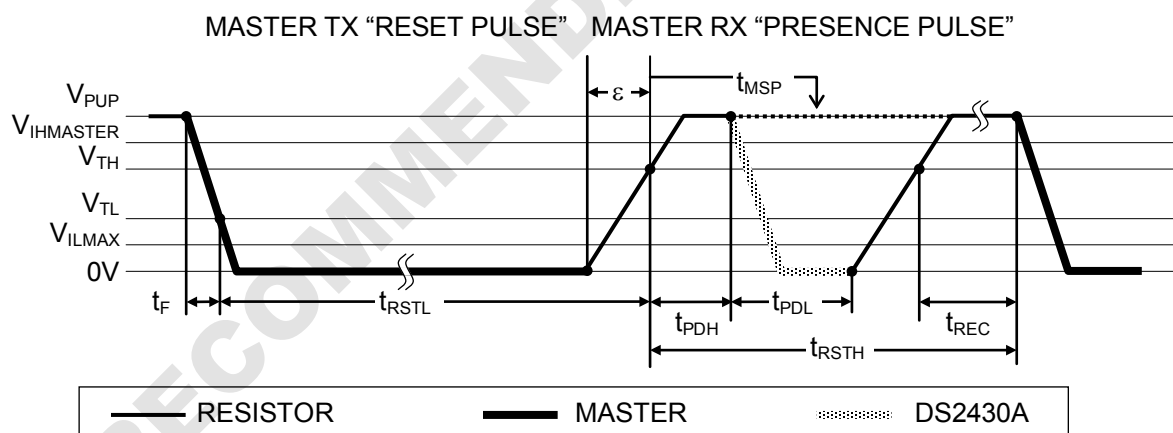 MASTER TX “RESET PULSE” MASTER RX “PRESENCE PULSE”
ε
tMSP
VPUP
VIHMASTER
VTH
VTL
VILMAX
0V
tF
tRSTL
tPDH
tPDL
tREC
tRSTH
RESISTOR MASTER DS2430A
RECOMMEND